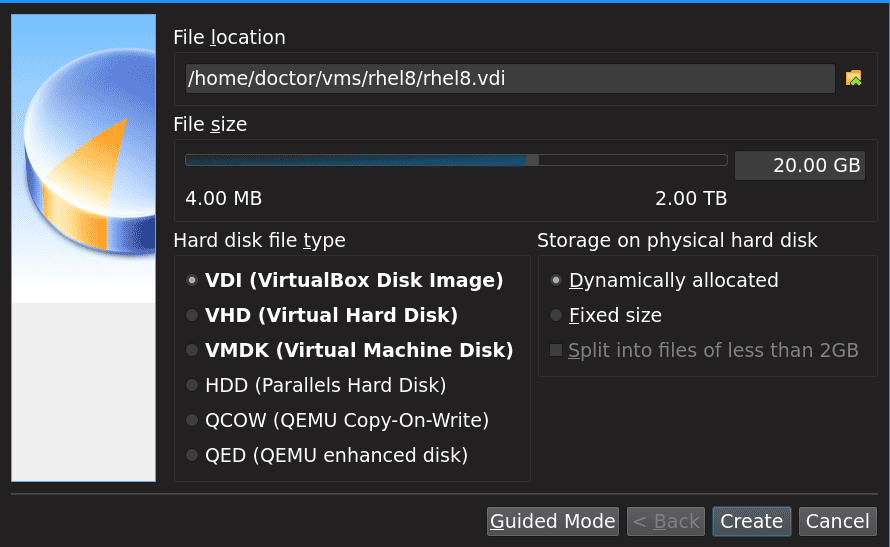 File location
/home/doctor/vms/rhel8/rhel8.vdi
File size
20.00 GB
4.00 MB 2.00 TB
Hard disk file type
VDI (VirtualBox Disk Image)
VHD (Virtual Hard Disk)
VMDK (Virtual Machine Disk)
HDD (Parallels Hard Disk)
QCOW (QEMU Copy-On-Write)
QED (QEMU enhanced disk)
Storage on physical hard disk
Dynamically allocated
Fixed size
Split into files of less than 2GB
Guided Mode < Back Create Cancel